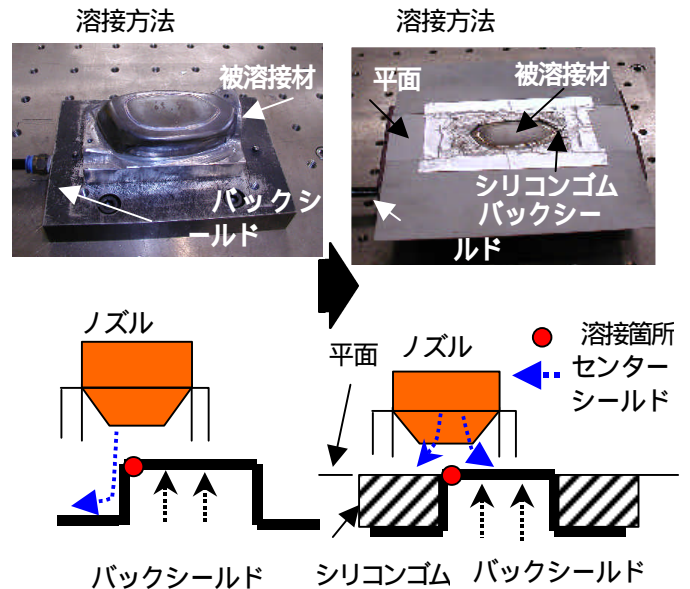 溶接方法
溶接方法
被溶接材
バックシ
ールド
平面
被溶接材
シリコンゴム
バックシー
ルド
ノズル
バックシールド
平面
ノズル
溶接箇所
センター
シールド
シリコンゴム
バックシールド